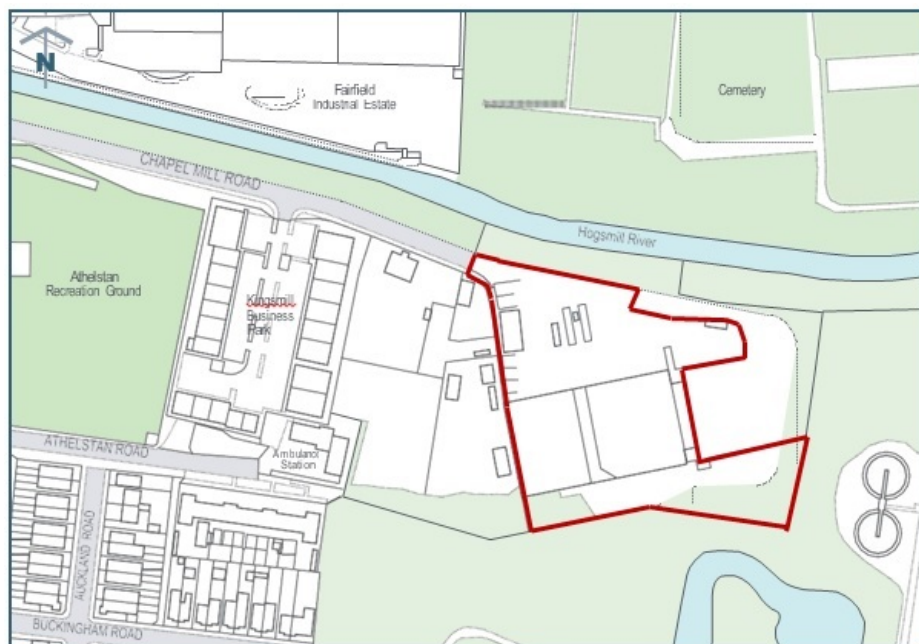 N
Fairfield
Industrial Estate
Cemetery
CHAPEL MILL ROAD
Hogsmill River
Athelstan
Recreation Ground
Kingsmill
Business
Park
ATHELSTAN ROAD
Station
AUCKLAND ROAD
BUCKINGHAM ROAD